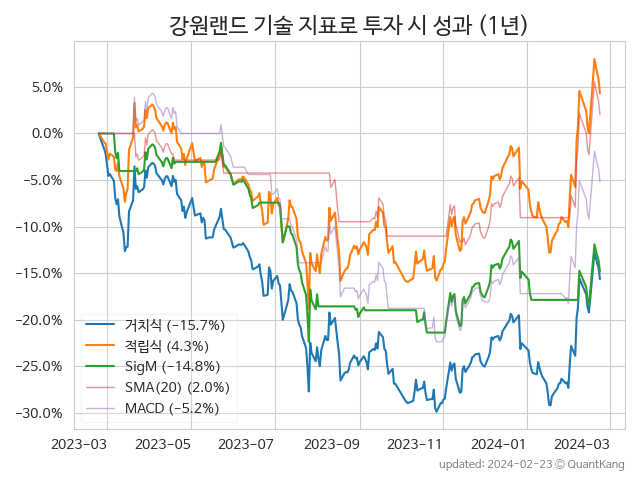 강원랜드 기술 지표로 투자 시 성과 (1년)
5.0%
0.0%
−5.0%
−10.0%
−15.0%
−20.0%
−25.0%
−30.0%
거치식 (−15.7%)
적립식 (4.3%)
SigM (−14.8%)
SMA(20) (2.0%)
MACD (−5.2%)
2023−03 2023−05 2023−07 2023−09 2023−11 2024−01 2024−03
updated: 2024−02−23 ⓒ QuantKang